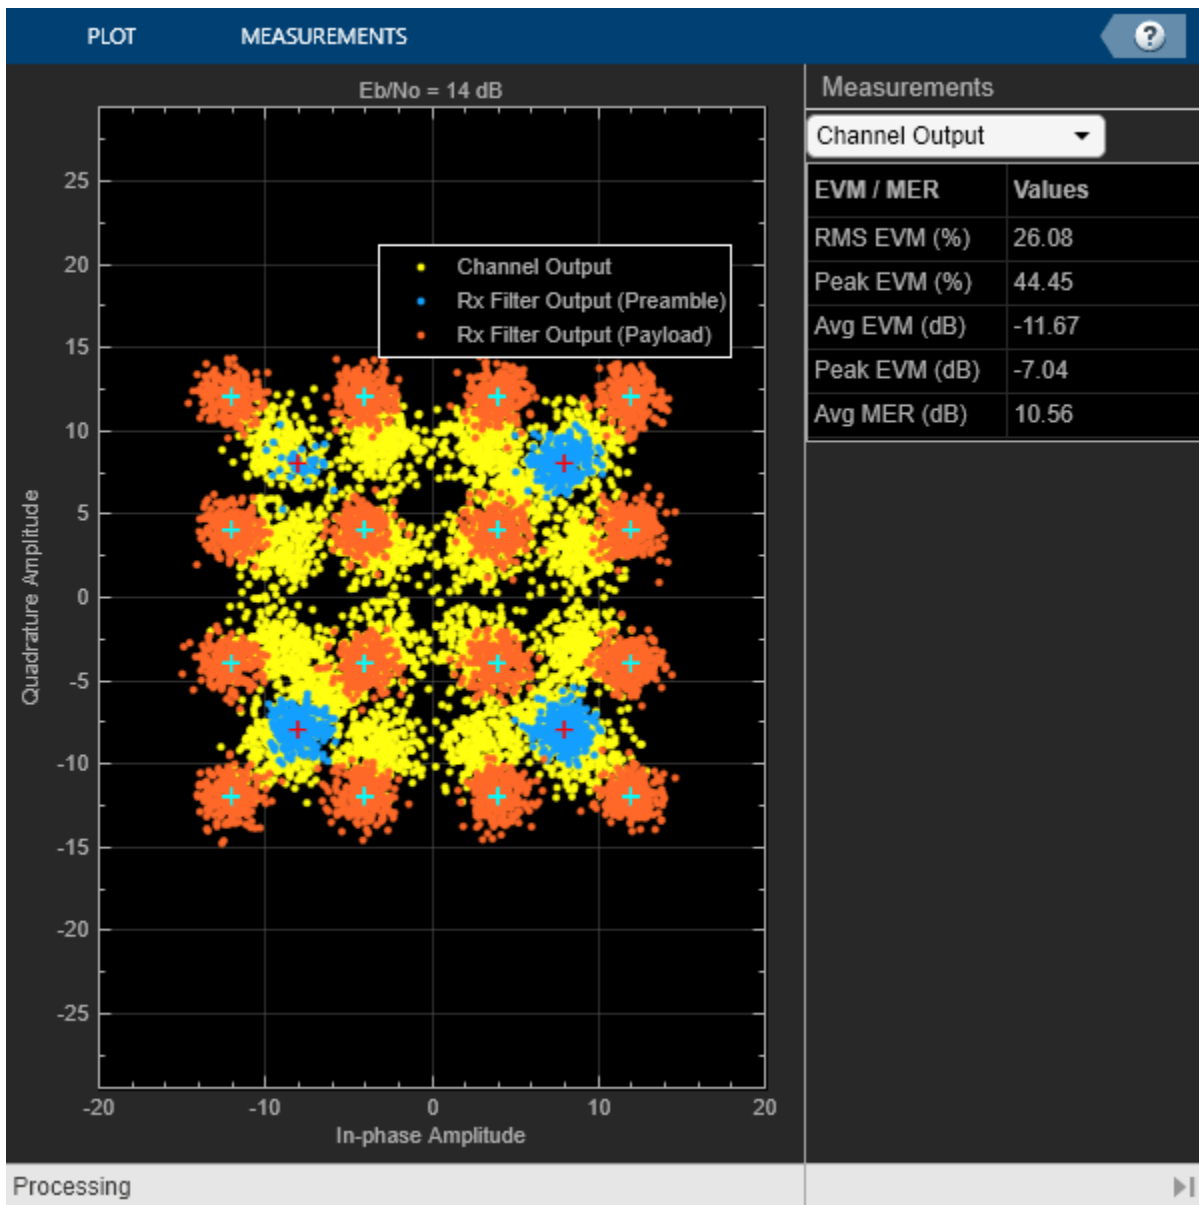 PLOT MEASUREMENTS ?
Eb/No = 14 dB
25
20
15
10
5
0
-5
-10
-15
-20
-25
Quadrature Amplitude
Channel Output
Rx Filter Output (Preamble)
Rx Filter Output (Payload)
-20 -10 0 10 20
In-phase Amplitude
Measurements
Channel Output
EVM / MER Values
RMS EVM (%) 26.08
Peak EVM (%) 44.45
Avg EVM (dB) -11.67
Peak EVM (dB) -7.04
Avg MER (dB) 10.56
Processing